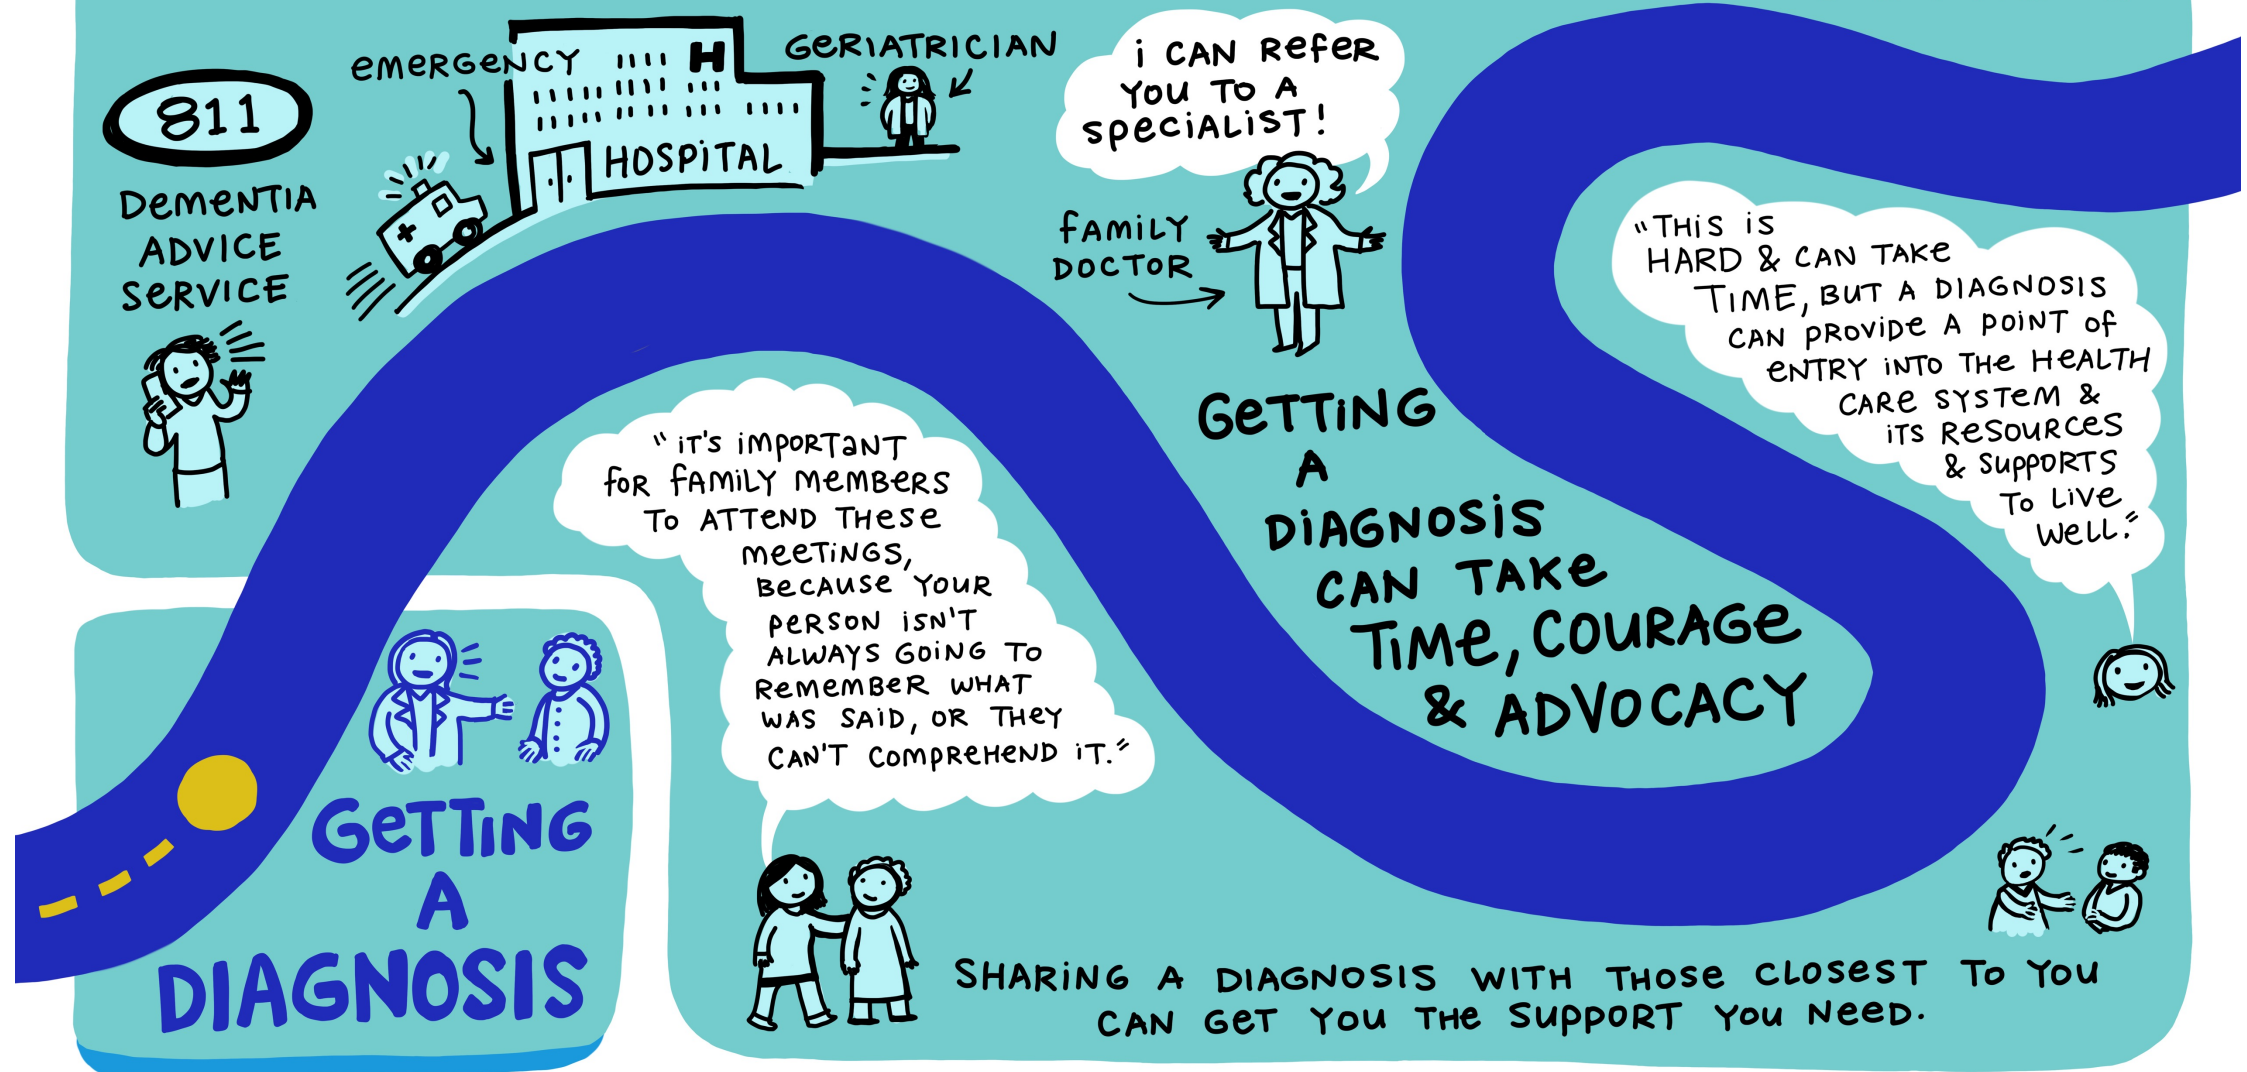 811
DEMENTIA
ADVICE
SERVICE
EMERGENCY
H
HOSPITAL
GERIATRICIAN
I CAN REFER
YOU TO A
SPECIALIST!
FAMILY
DOCTOR
"THIS IS
HARD & CAN TAKE
TIME, BUT A DIAGNOSIS
CAN PROVIDE A POINT OF
ENTRY INTO THE HEALTH
CARE SYSTEM &
ITS RESOURCES
& SUPPORTS
TO LIVE
WELL."
"IT'S IMPORTANT
FOR FAMILY MEMBERS
TO ATTEND THESE
MEETINGS,
BECAUSE YOUR
PERSON ISN'T
ALWAYS GOING TO
REMEMBER WHAT
WAS SAID, OR THEY
CAN'T COMPREHEND IT."
GETTING
A
DIAGNOSIS
CAN TAKE
TIME, COURAGE
& ADVOCACY
GETTING
A
DIAGNOSIS
SHARING A DIAGNOSIS WITH THOSE CLOSEST TO YOU
CAN GET YOU THE SUPPORT YOU NEED.